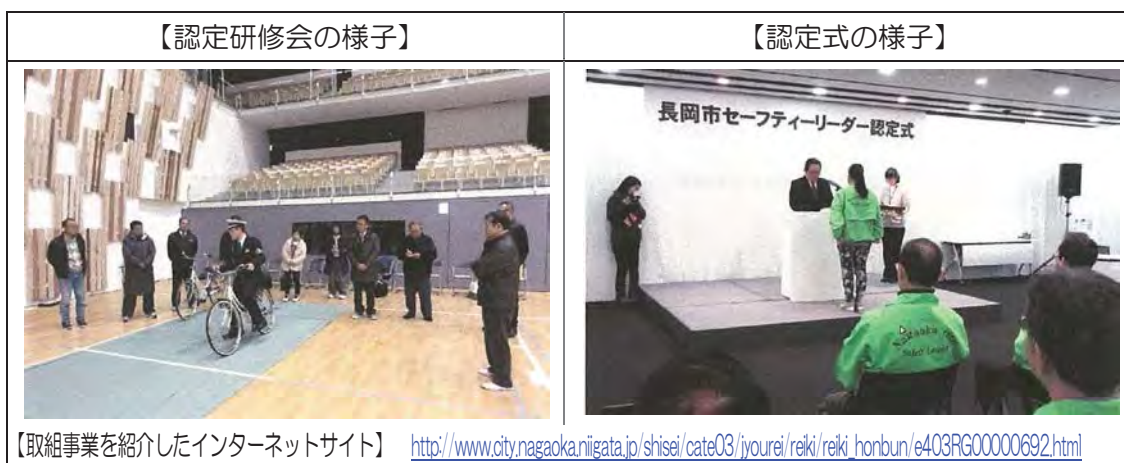 【認定研修会の様子】
【認定式の様子】
長岡市セーフティーリーダー認定式
Nagaoka
Safety Leader
【取組事業を紹介したインターネットサイト】 http://www.city.nagaoka.niigata.jp/shisei/cate03/jyourei/reiki/reiki_honbun/e403RG00000692.html